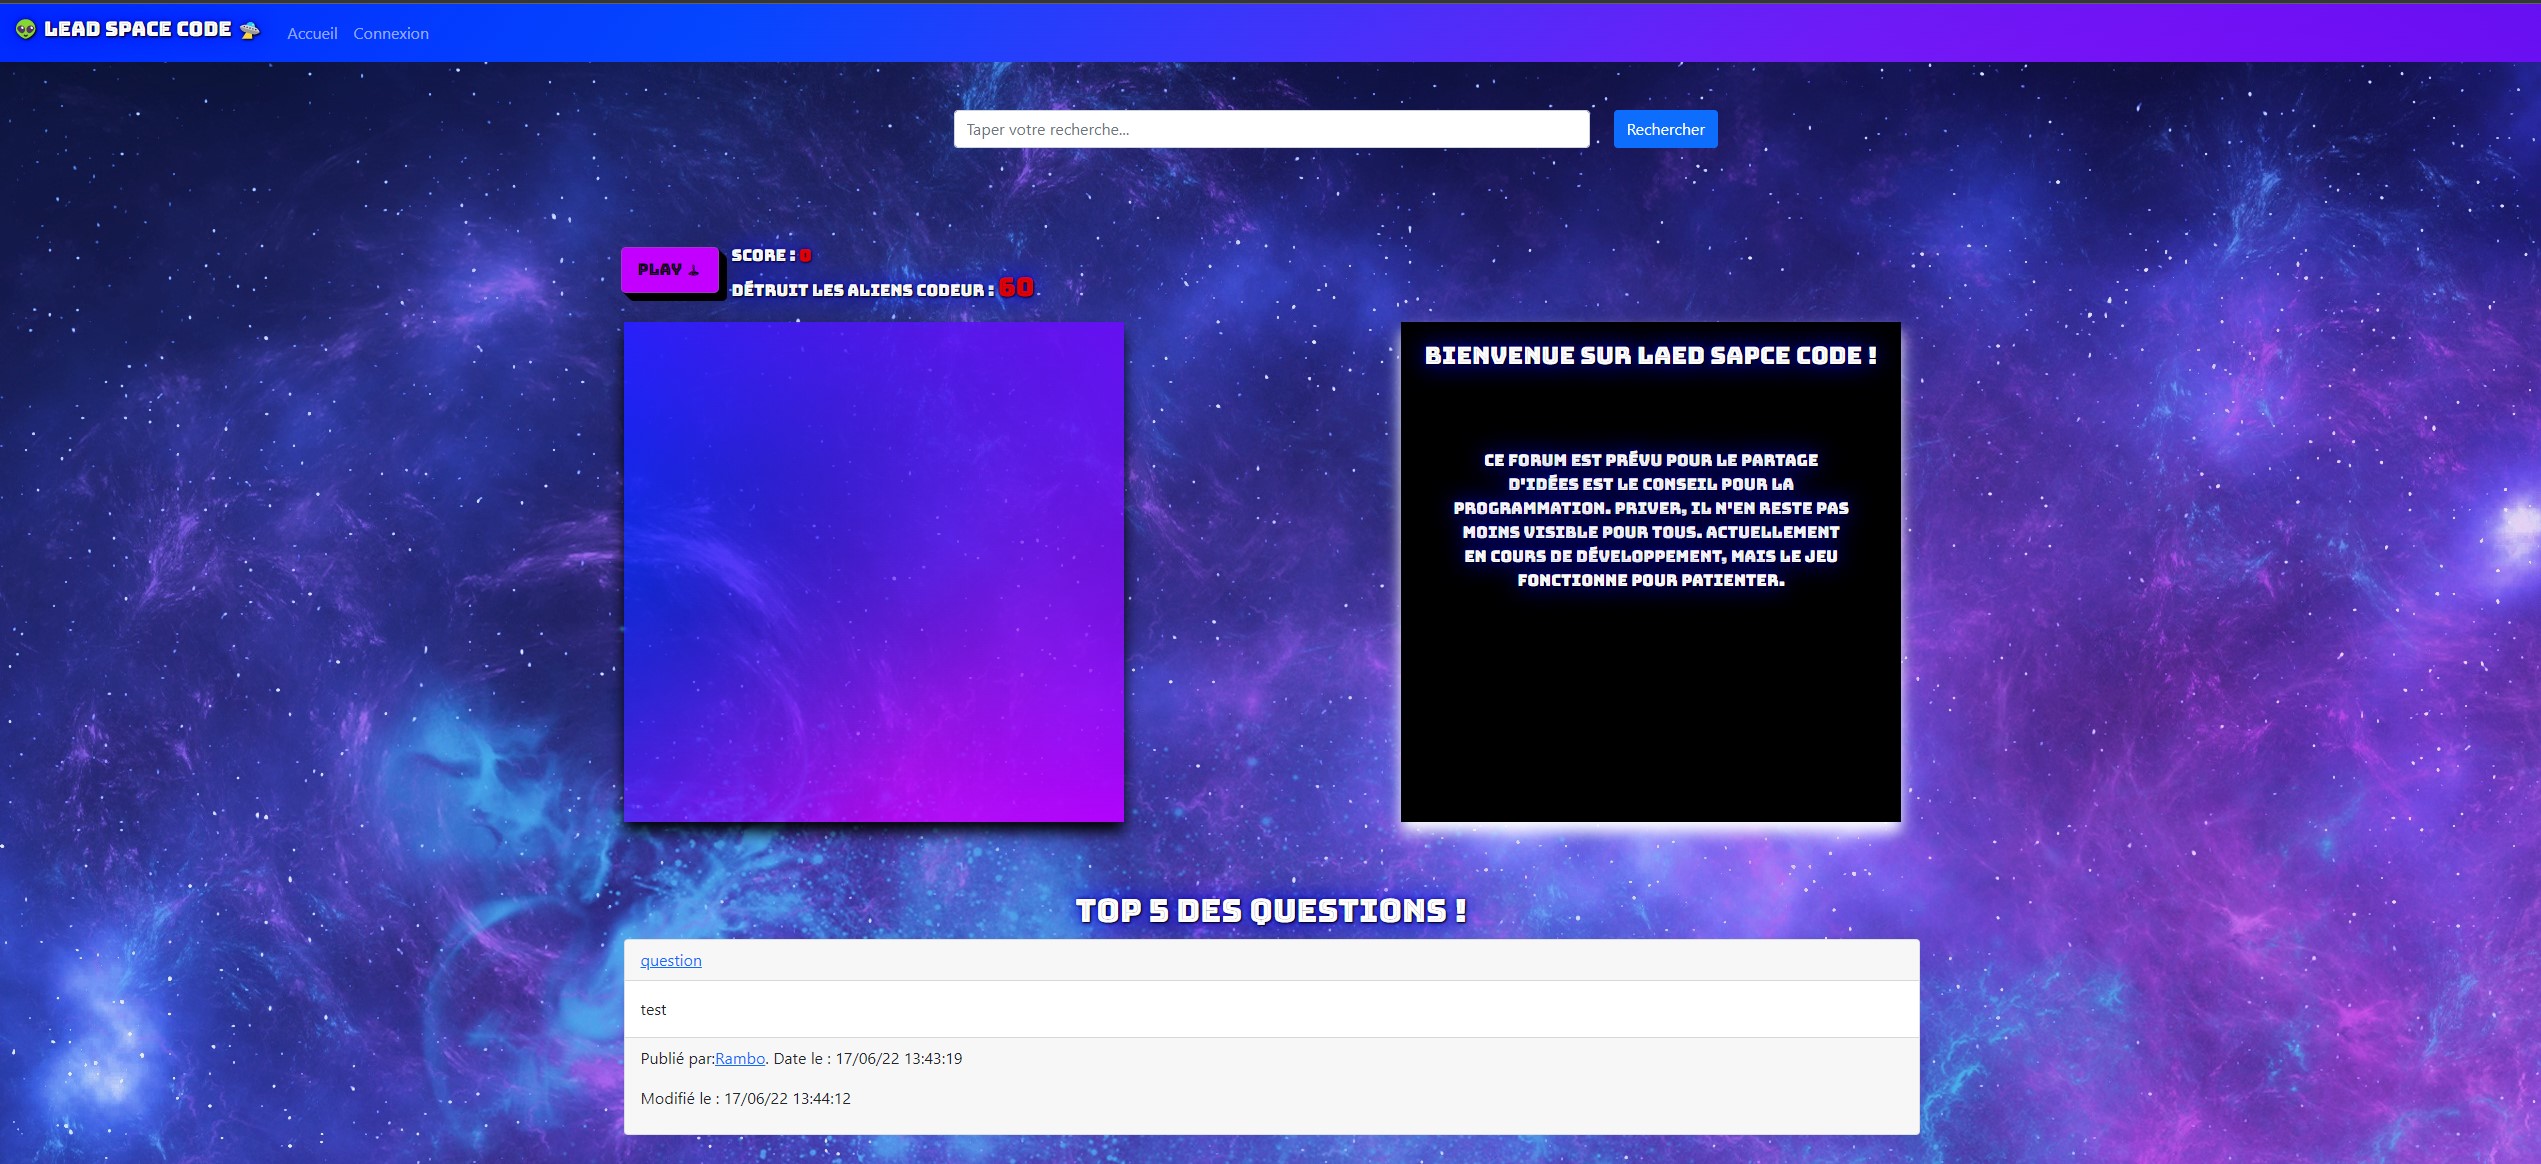 LEAD SPACE CODE
Accueil Connexion
Taper votre recherche... Rechercher
PLAY
SCORE : 0
DÉTRUIT LES ALIENS CODEUR : 60
BIENVENUE SUR LAED SAPCE CODE !
CE FORUM EST PRÉVU POUR LE PARTAGE
D'IDÉES EST LE CONSEIL POUR LA
PROGRAMMATION. PRIVER, IL N'EN RESTE PAS
MOINS VISIBLE POUR TOUS. ACTUELLEMENT
EN COURS DE DÉVELOPPEMENT, MAIS LE JEU
FONCTIONNE POUR PATIENTER.
TOP 5 DES QUESTIONS !
question
test
Publié par:Rambo. Date le : 17/06/22 13:43:19
Modifié le : 17/06/22 13:44:12